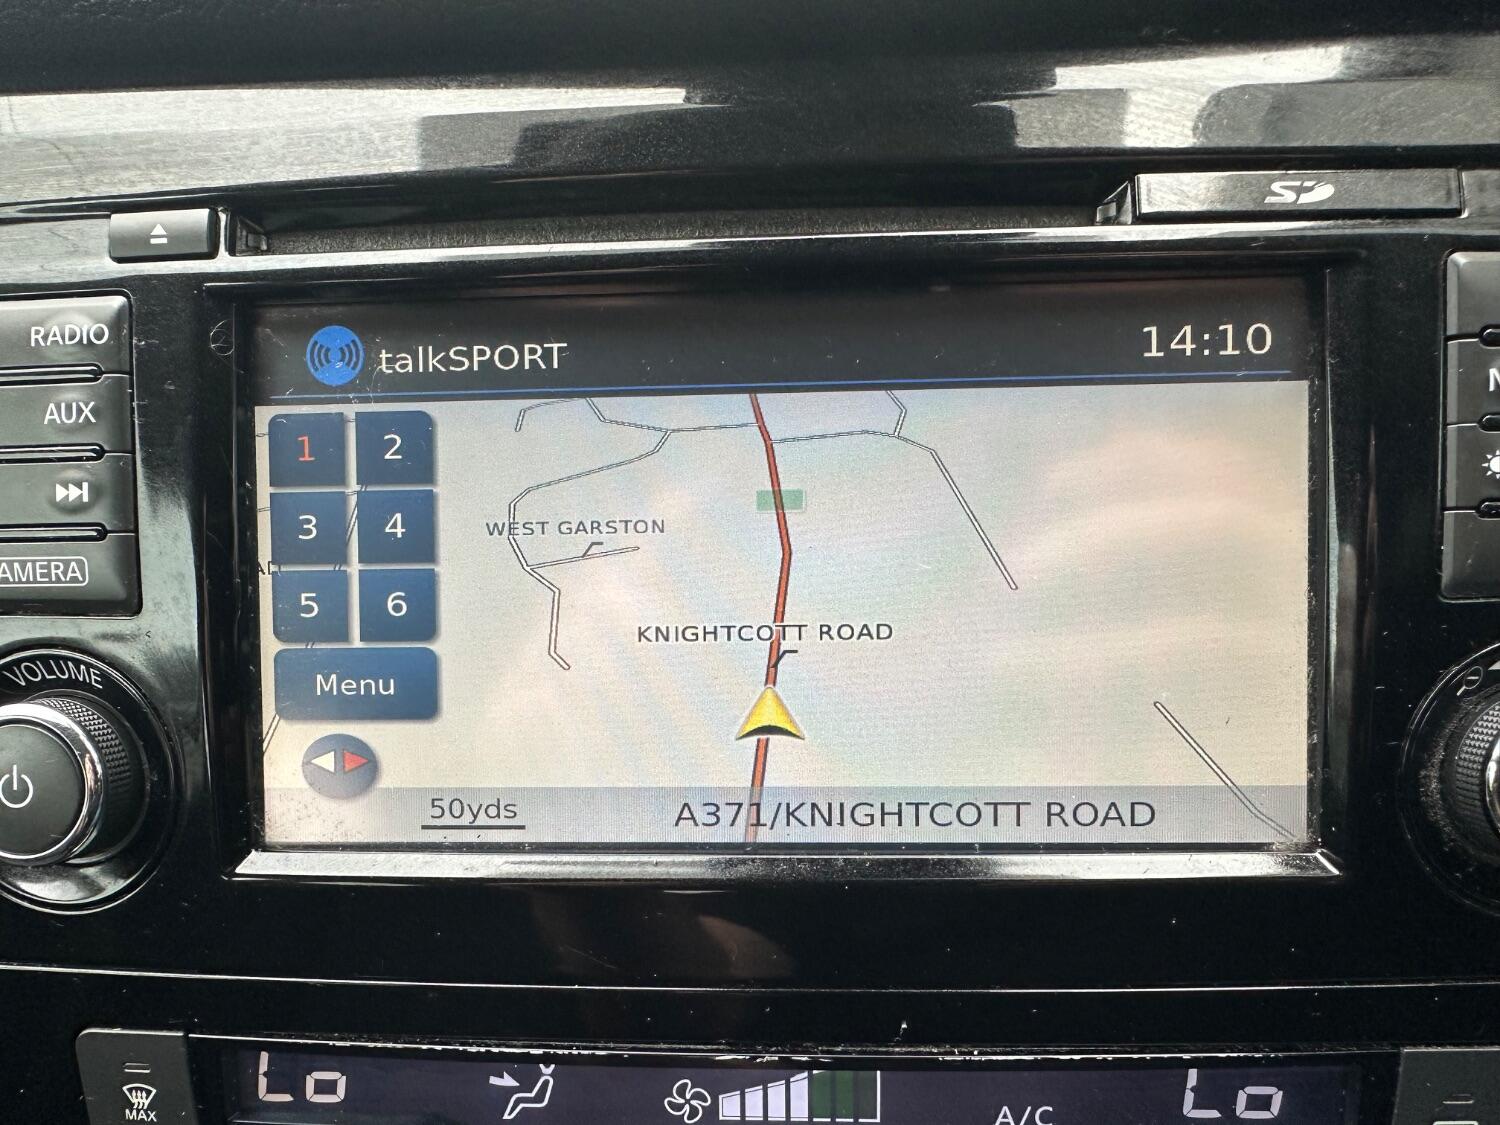 SD
RADIO
AUX
AMERA
VOLUME
talkSPORT
14:10
1 2
3 4
5 6
Menu
WEST GARSTON
KNIGHTCOTT ROAD
50yds
A371/KNIGHTCOTT ROAD
N
MAX
Lo
A/C
Lo